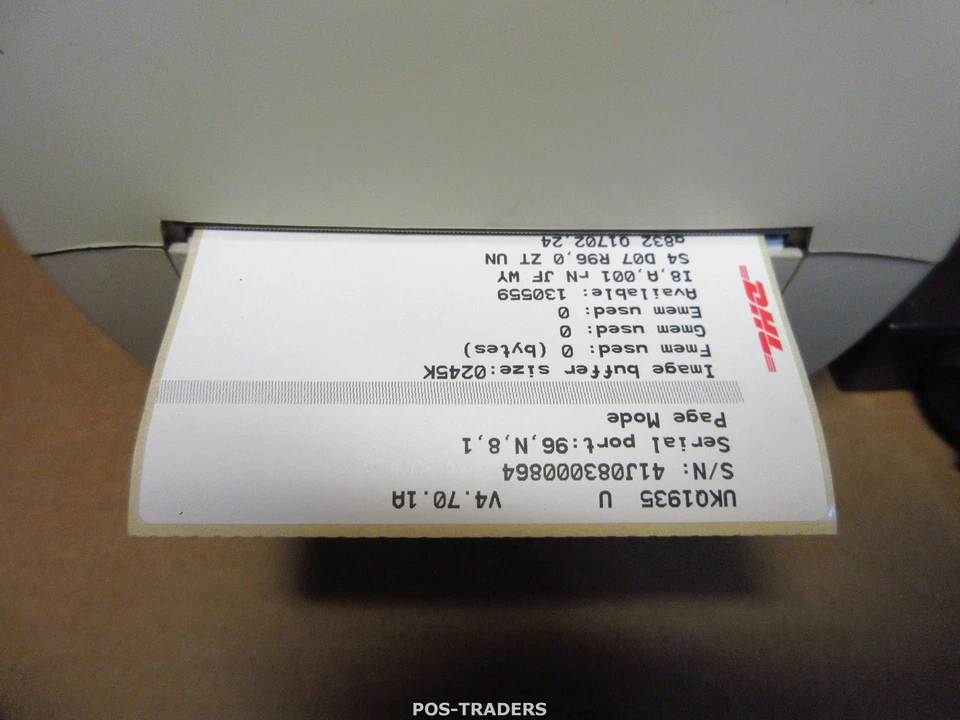 UKQ1935 U V4.70.1A
S/N: 41J083000864
Serial port:96,N,8,1
Page Mode
Image buffer size:0245K
Fmem used: 0 (bytes)
Gmem used: 0
Emem used: 0
Available: 130559
I8,A,001 rN JF WY
S4 D07 R96,0 ZT UN
q832 Q1702,24
DHL
POS-TRADERS